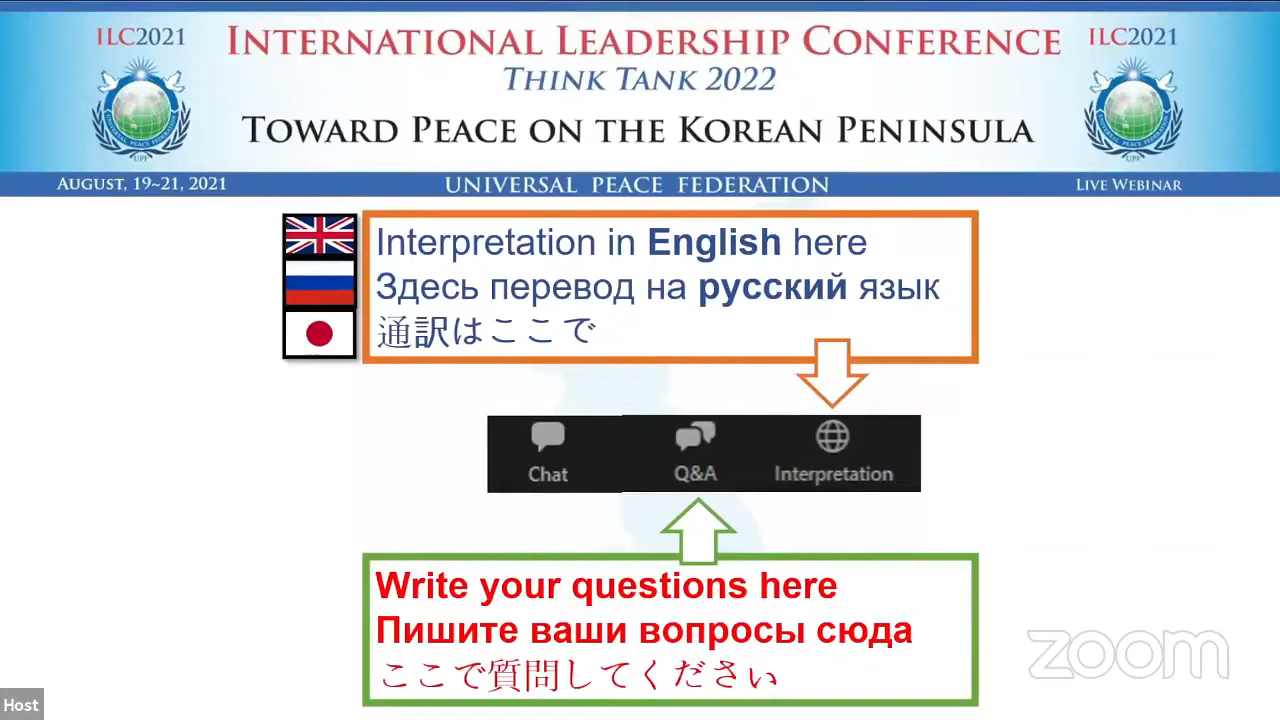 ILC2021 INTERNATIONAL LEADERSHIP CONFERENCE ILC2021
THINK TANK 2022
TOWARD PEACE ON THE KOREAN PENINSULA
UPF UPF
AUGUST, 19~21, 2021 UNIVERSAL PEACE FEDERATION LIVE WEBINAR
Interpretation in English here
Здесь перевод на русский язык
通訳はここで
Chat Q&A Interpretation
Write your questions here
Пишите ваши вопросы сюда
ここで質問してください
zoom
Host